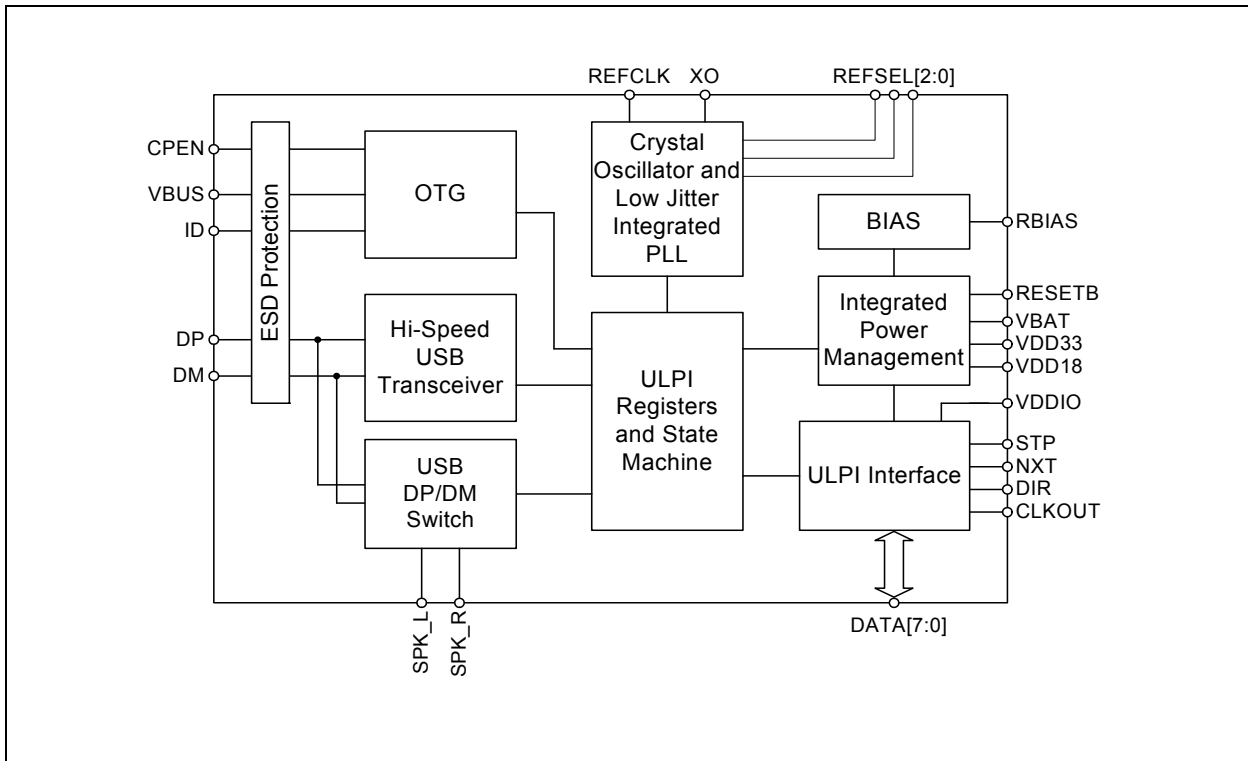 REFCLK
XO
REFSEL[2:0]
CPEN
VBUS
ID
DP
DM
ESD Protection
OTG
Hi-Speed
USB
Transceiver
USB
DP/DM
Switch
SPK_L
SPK_R
Crystal
Oscillator and
Low Jitter
Integrated
PLL
ULPI
Registers
and State
Machine
BIAS
Integrated
Power
Management
ULPI Interface
RBIAS
RESETB
VBAT
VDD33
VDD18
VDDIO
STP
NXT
DIR
CLKOUT
DATA[7:0]